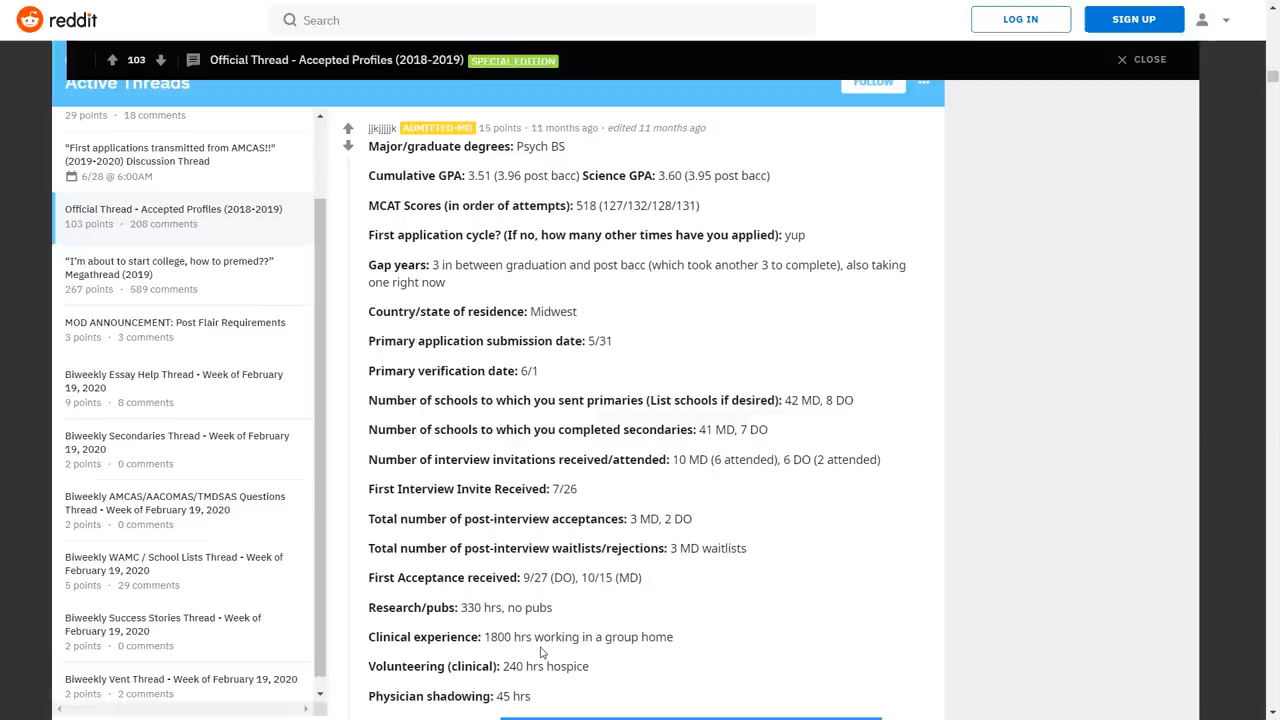 reddit
Search
LOG IN
SIGN UP
103
Official Thread - Accepted Profiles (2018-2019) SPECIAL EDITION
CLOSE
Active Threads
FOLLOW
29 points · 18 comments
"First applications transmitted from AMCAS!!"
(2019-2020) Discussion Thread
6/28 @ 6:00AM
Official Thread - Accepted Profiles (2018-2019)
103 points · 208 comments
“I’m about to start college, how to premed??”
Megathread (2019)
267 points · 589 comments
MOD ANNOUNCEMENT: Post Flair Requirements
3 points · 3 comments
Biweekly Essay Help Thread - Week of February
19, 2020
9 points · 8 comments
Biweekly Secondaries Thread - Week of February
19, 2020
2 points · 0 comments
Biweekly AMCAS/AACOMAS/TMDSAS Questions
Thread - Week of February 19, 2020
2 points · 0 comments
Biweekly WAMC / School Lists Thread - Week of
February 19, 2020
5 points · 29 comments
Biweekly Success Stories Thread - Week of
February 19, 2020
2 points · 0 comments
Biweekly Vent Thread - Week of February 19, 2020
2 points · 2 comments
jjkjjjjjk ADMITTED-MD 15 points · 11 months ago · edited 11 months ago
Major/graduate degrees: Psych BS
Cumulative GPA: 3.51 (3.96 post bacc) Science GPA: 3.60 (3.95 post bacc)
MCAT Scores (in order of attempts): 518 (127/132/128/131)
First application cycle? (If no, how many other times have you applied): yup
Gap years: 3 in between graduation and post bacc (which took another 3 to complete), also taking
one right now
Country/state of residence: Midwest
Primary application submission date: 5/31
Primary verification date: 6/1
Number of schools to which you sent primaries (List schools if desired): 42 MD, 8 DO
Number of schools to which you completed secondaries: 41 MD, 7 DO
Number of interview invitations received/attended: 10 MD (6 attended), 6 DO (2 attended)
First Interview Invite Received: 7/26
Total number of post-interview acceptances: 3 MD, 2 DO
Total number of post-interview waitlists/rejections: 3 MD waitlists
First Acceptance received: 9/27 (DO), 10/15 (MD)
Research/pubs: 330 hrs, no pubs
Clinical experience: 1800 hrs working in a group home
Volunteering (clinical): 240 hrs hospice
Physician shadowing: 45 hrs